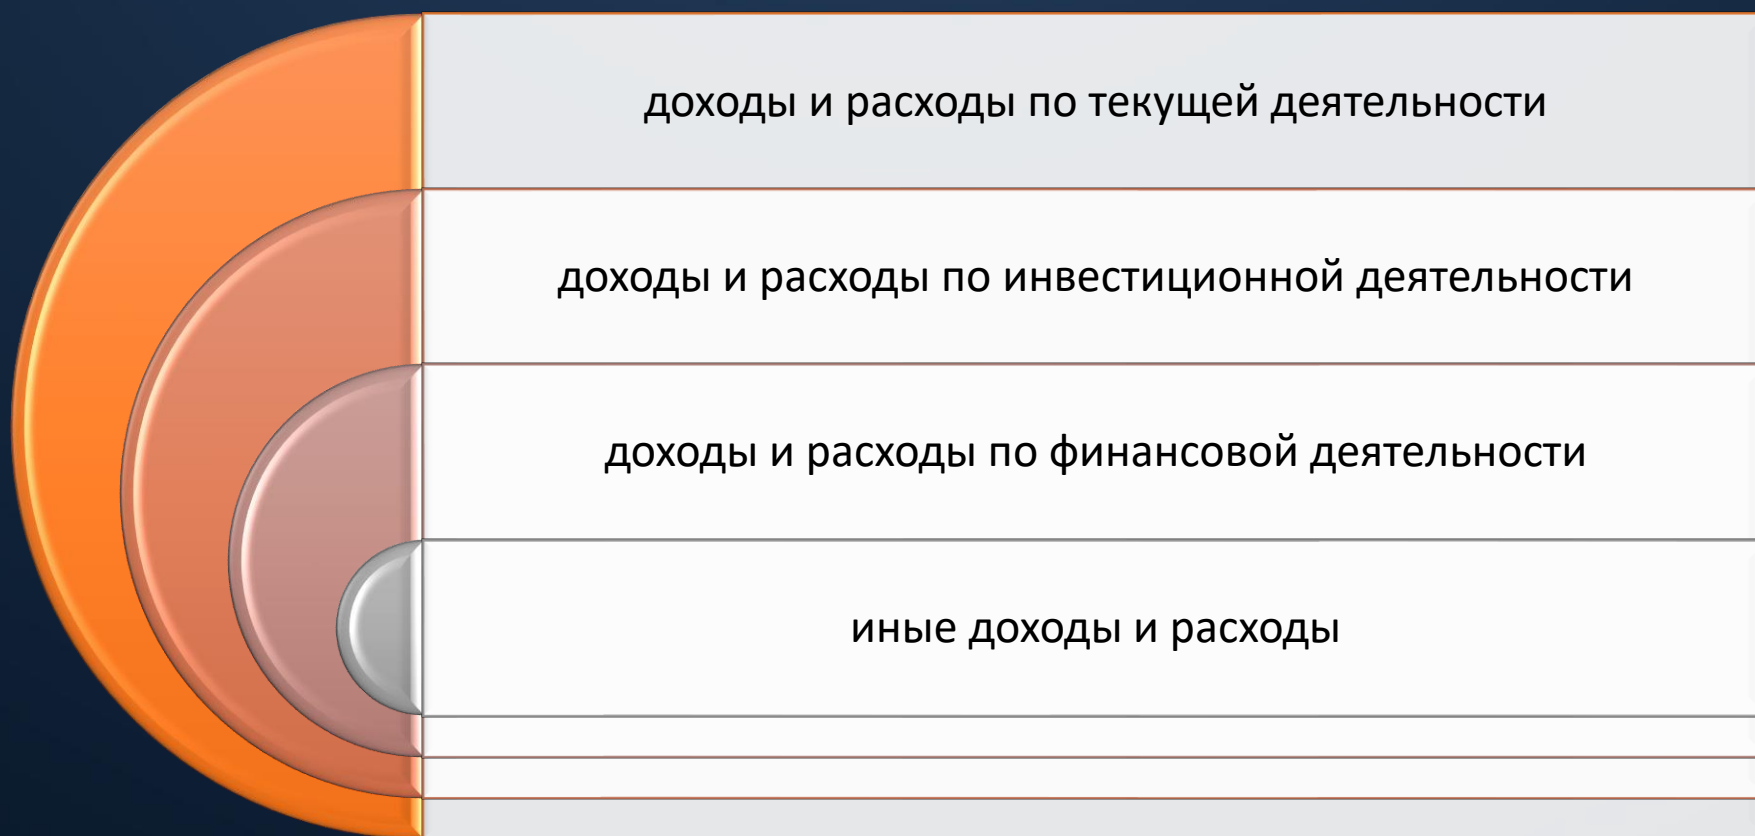 доходы и расходы по текущей деятельности
доходы и расходы по инвестиционной деятельности
доходы и расходы по финансовой деятельности
иные доходы и расходы